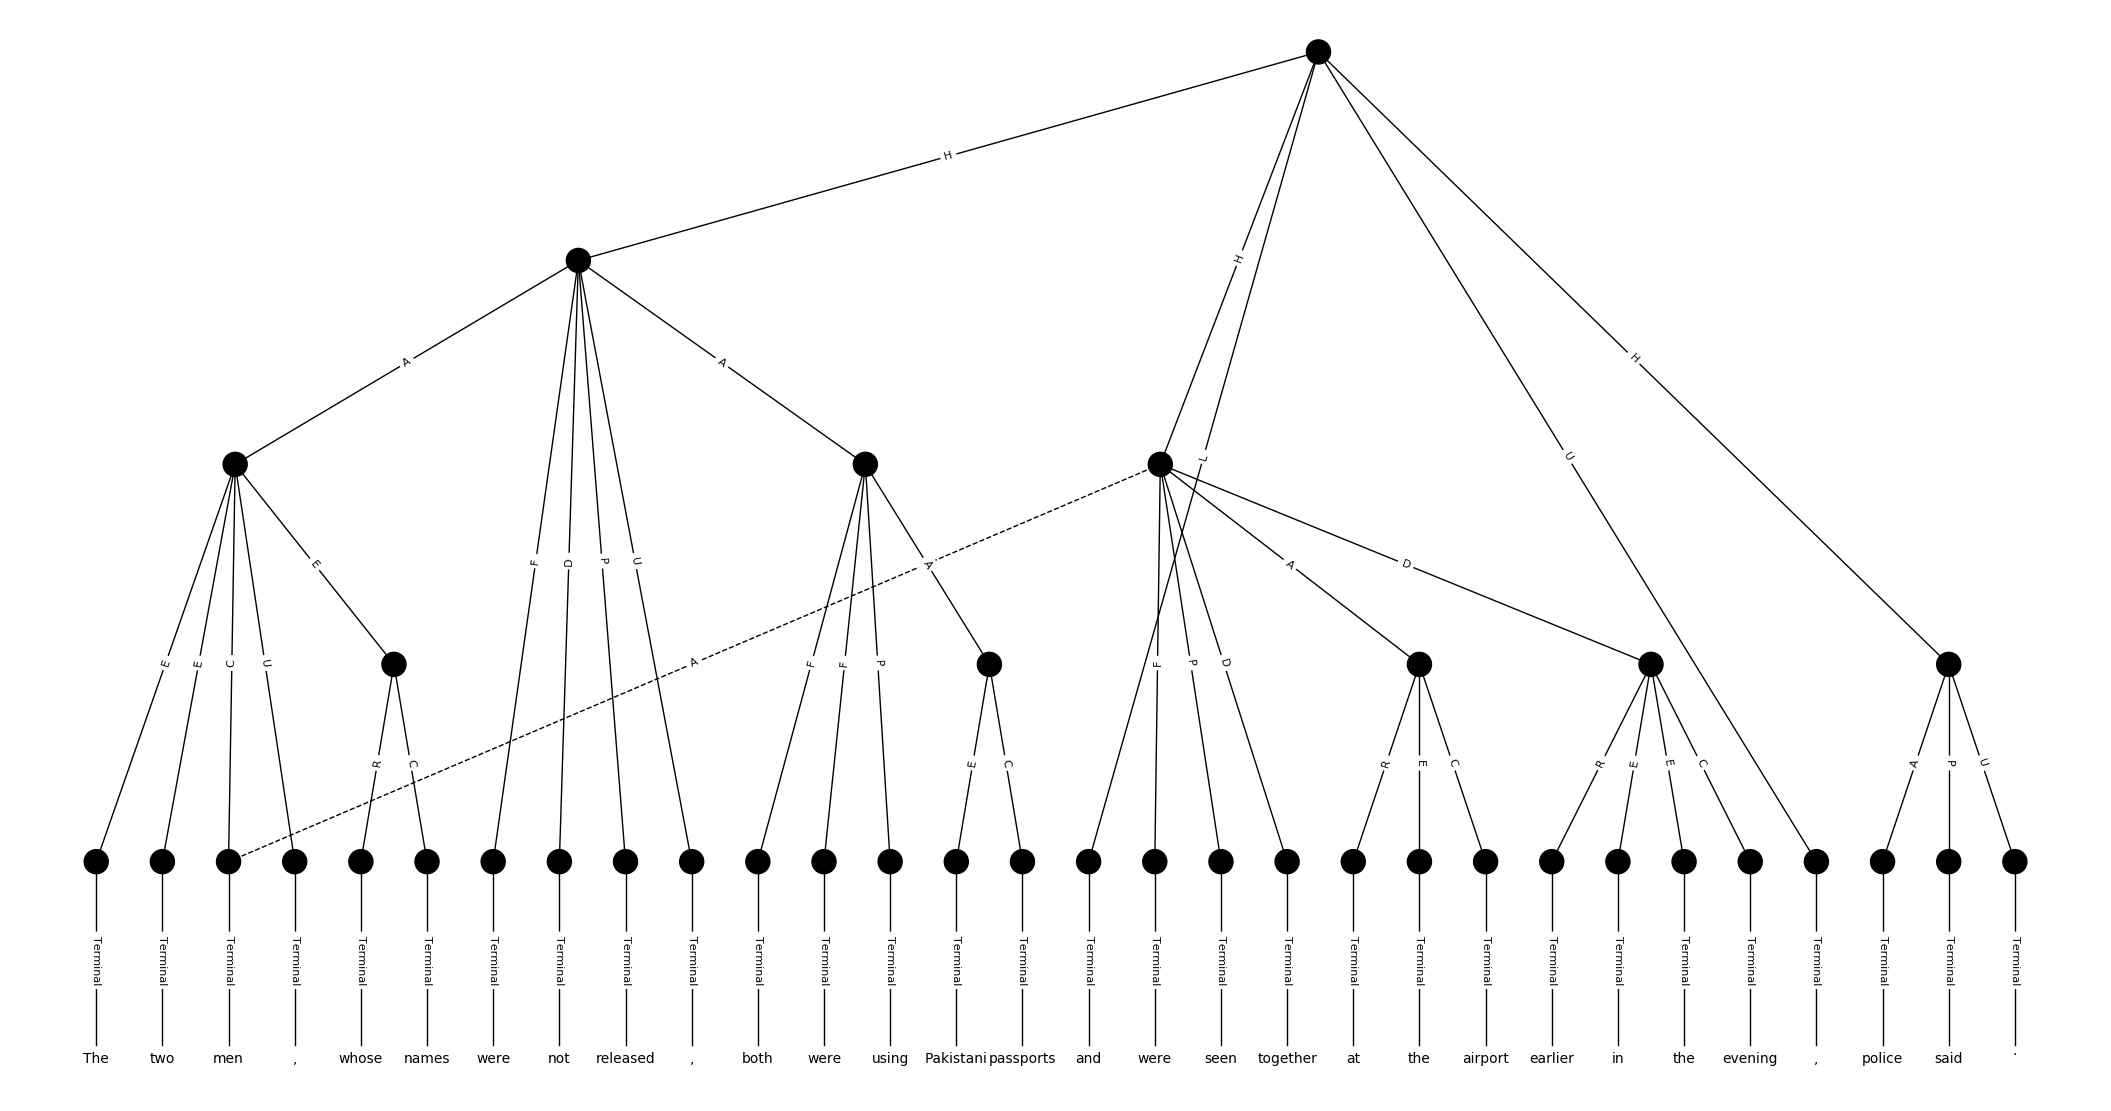 H
H
A
A
H
L
U
E
F
D
P
U
A
A
D
E
E
C
U
A
F
F
P
F
P
D
R
C
E
C
R
E
C
R
E
E
C
A
P
U
Terminal Terminal Terminal Terminal Terminal Terminal Terminal Terminal Terminal Terminal Terminal Terminal Terminal Terminal Terminal Terminal Terminal Terminal Terminal Terminal Terminal Terminal Terminal Terminal Terminal Terminal Terminal Terminal Terminal Terminal
The two men , whose names were not released , both were using Pakistani passports and were seen together at the airport earlier in the evening , police said .